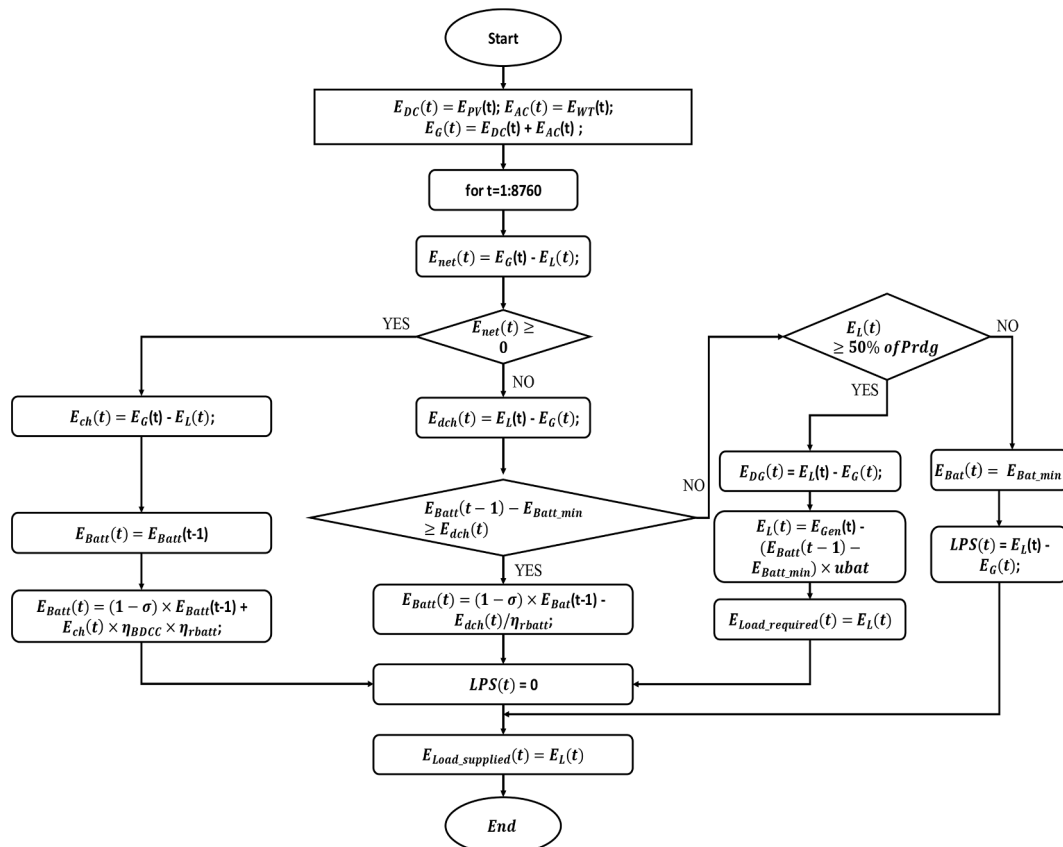 Start
E_DC(t) = E_PV(t); E_AC(t) = E_WT(t);
E_G(t) = E_DC(t) + E_AC(t) ;
for t=1:8760
E_net(t) = E_G(t) - E_L(t);
E_net(t) ≥
0
YES
NO
E_ch(t) = E_G(t) - E_L(t);
E_Batt(t) = E_Batt(t-1)
E_Batt(t) = (1 − σ) × E_Bat(t-1) +
E_ch(t) × η_BDCC × η_rbatt;
E_dch(t) = E_L(t) - E_G(t);
E_Batt(t − 1) − E_Batt_min
≥ E_dch(t)
NO
YES
E_Batt(t) = (1 − σ) × E_Bat(t-1) -
E_dch(t)/η_rbatt;
E_L(t)
≥ 50% ofPrdg
NO
YES
E_DG(t) = E_L(t) - E_G(t);
E_L(t) = E_Gen(t) -
(E_Batt(t − 1) −
E_Batt_min) × ubat
E_Load_required(t) = E_L(t)
E_Bat(t) = E_Bat_min
LPS(t) = E_L(t) -
E_G(t);
LPS(t) = 0
E_Load_supplied(t) = E_L(t)
End